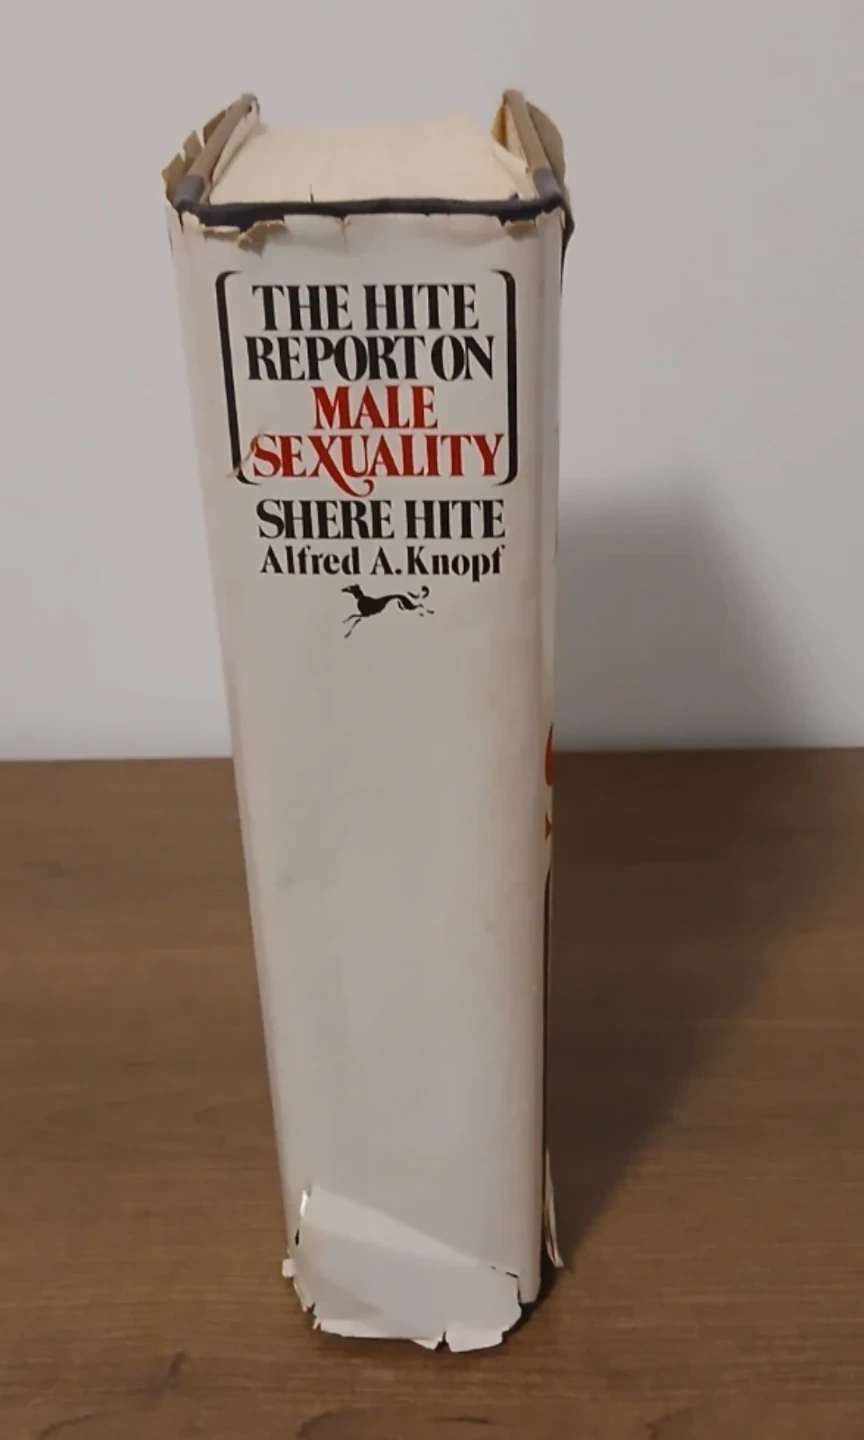 THE HITE
REPORT ON
MALE
SEXUALITY
SHERE HITE
Alfred A. Knopf